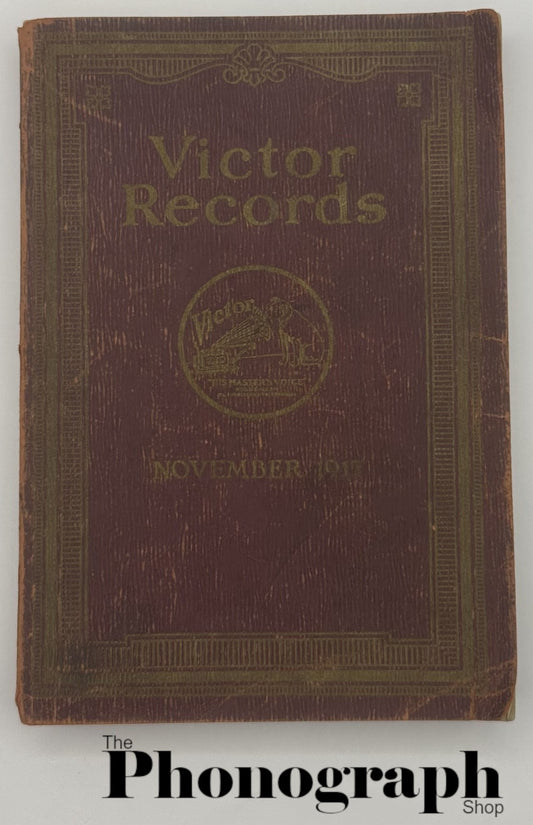 Victor
Records
Victor
"HIS MASTER'S VOICE"
NOVEMBER 1917
The
Phonograph
Shop